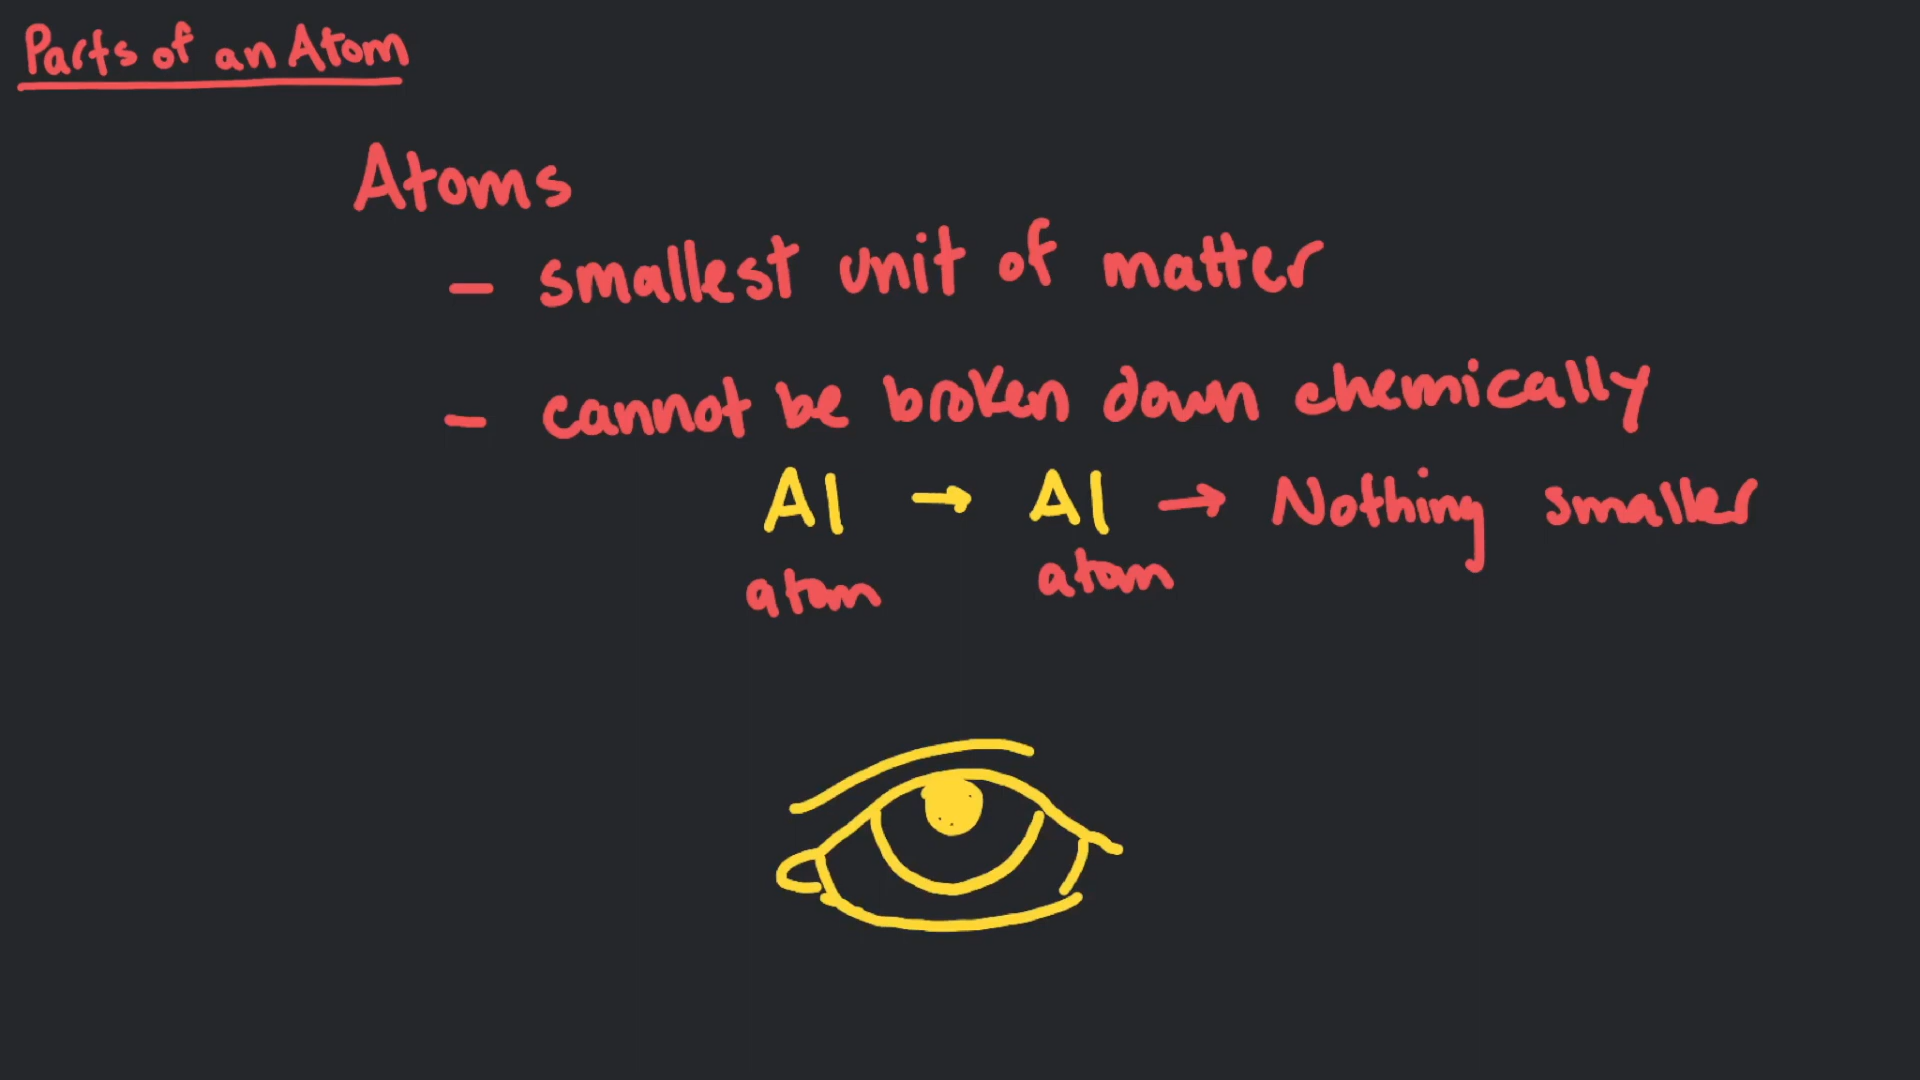 Parts of an Atom
Atoms
- smallest unit of matter
- cannot be broken down chemically
Al → Al → Nothing smaller
atom atom